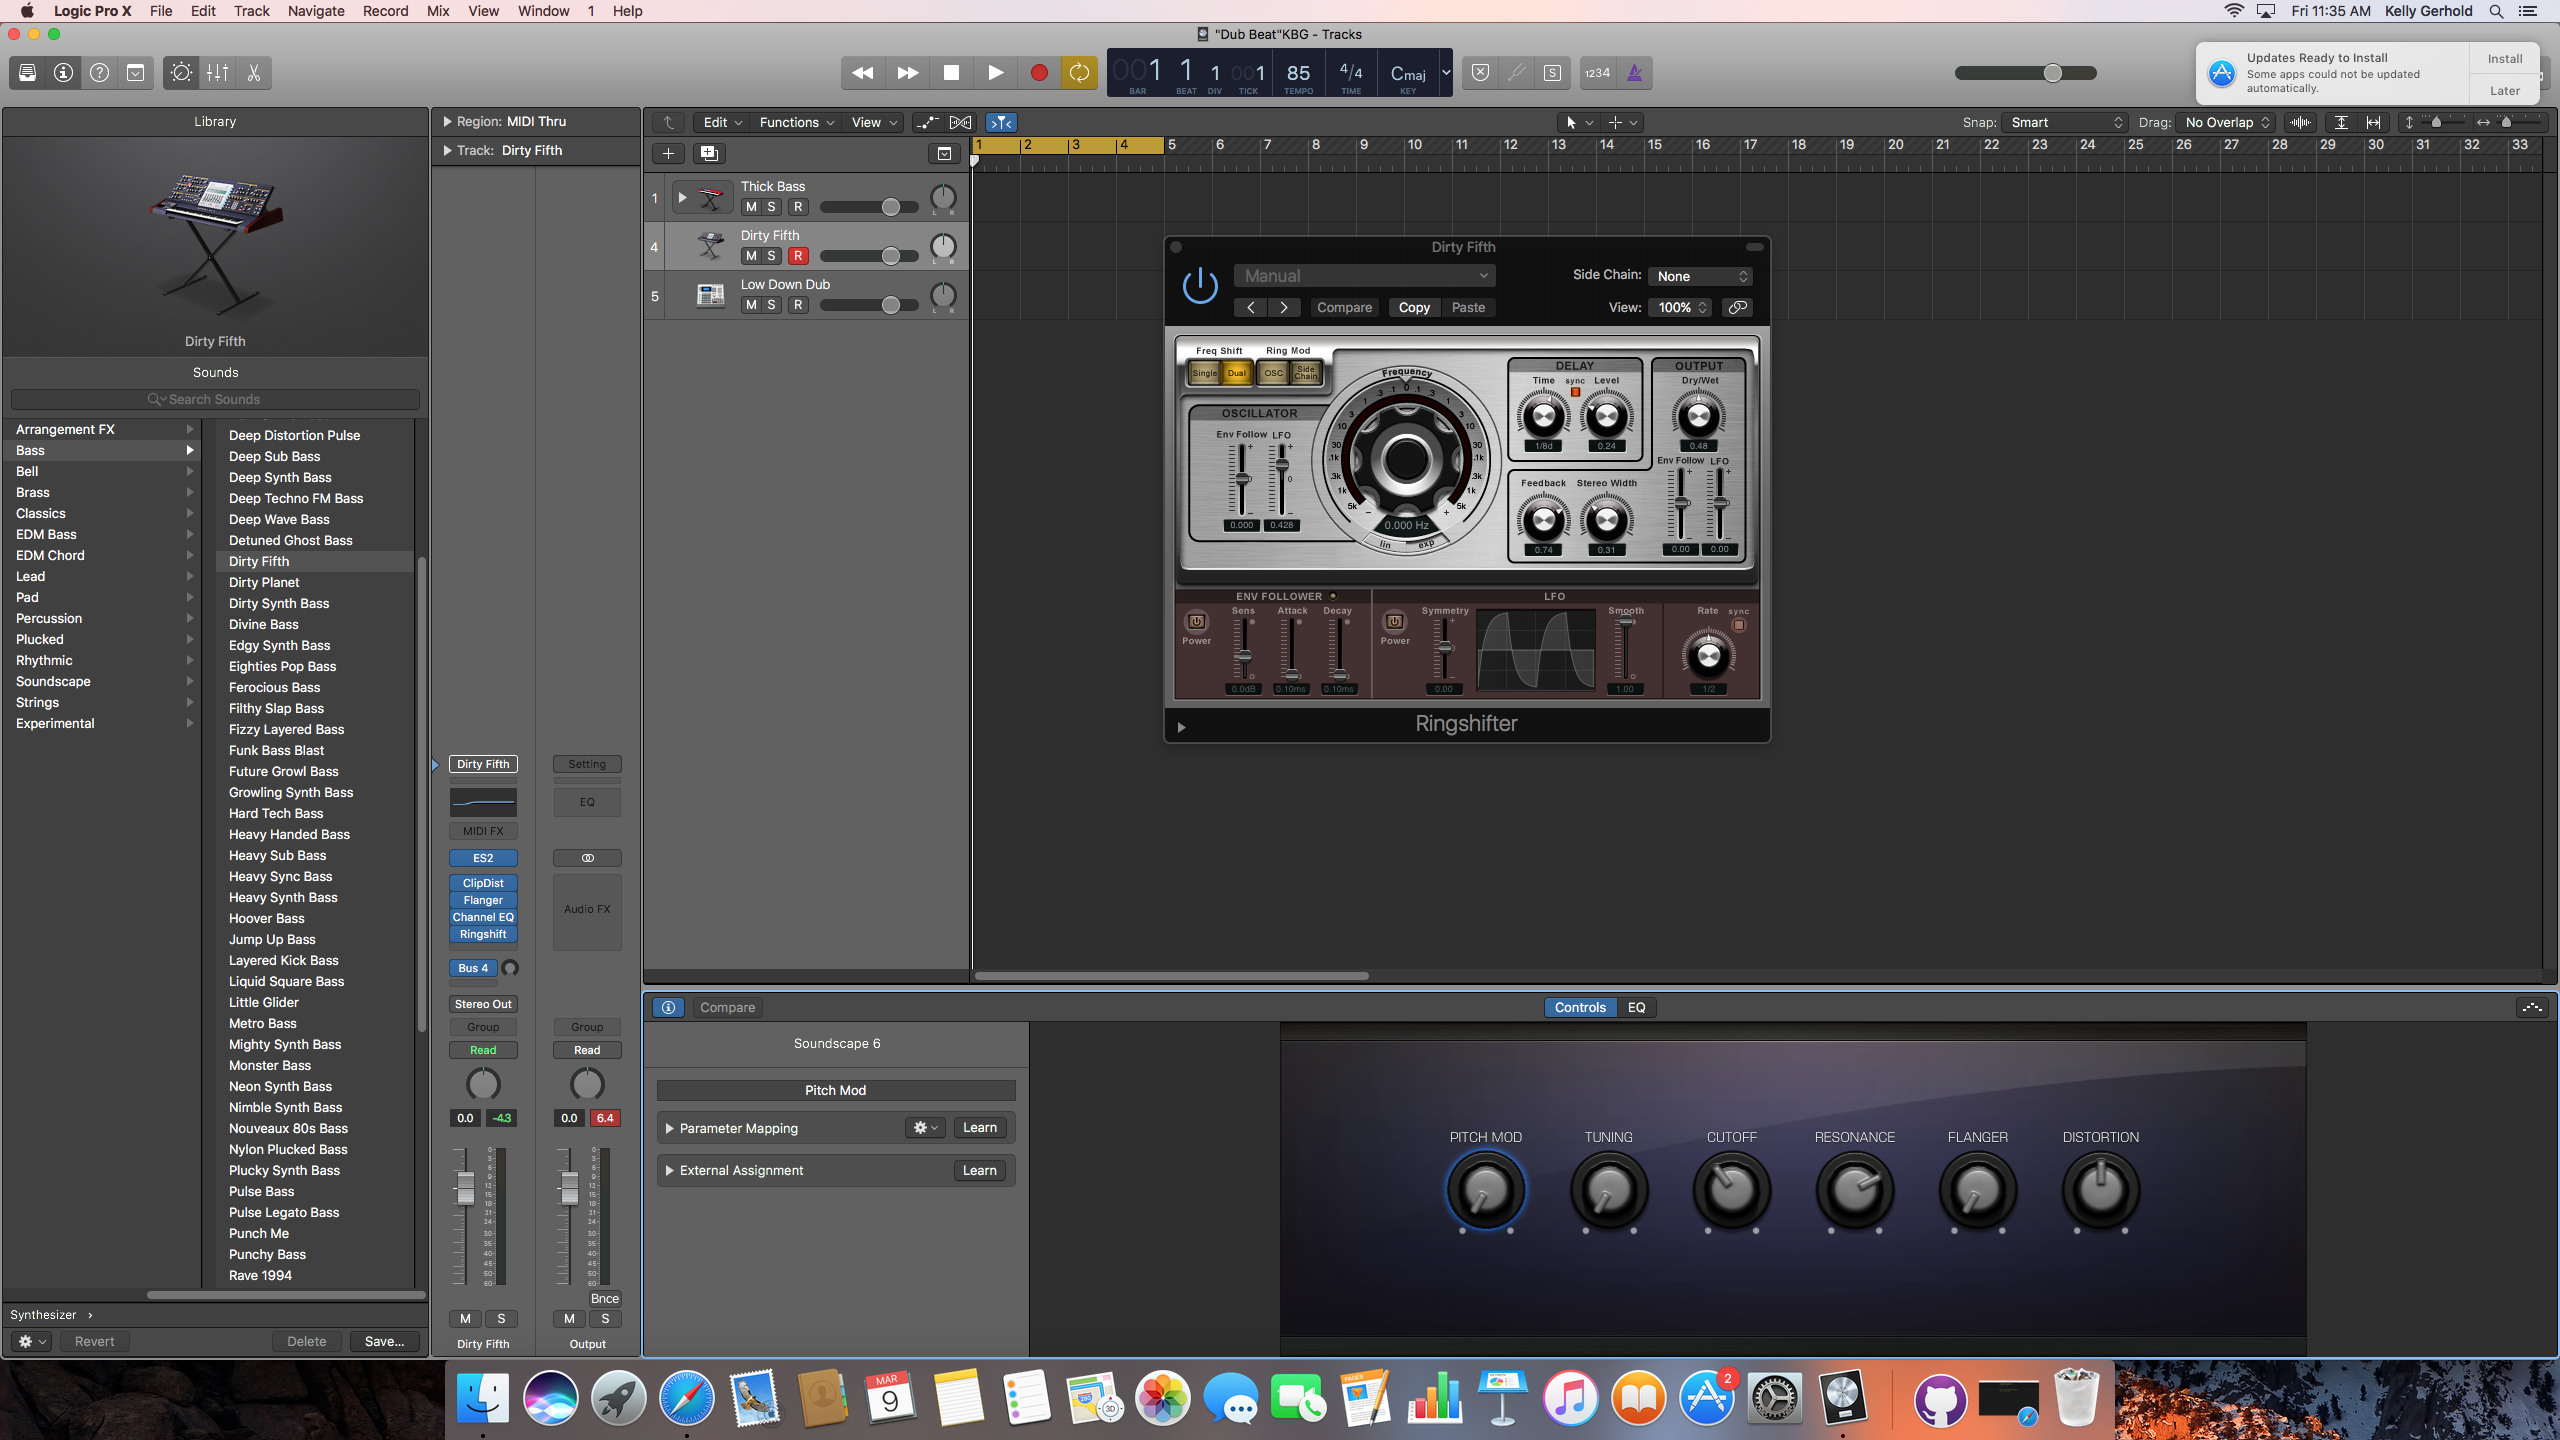 Logic Pro X File Edit Track Navigate Record Mix View Window 1 Help
Fri 11:35 AM Kelly Gerhold
"Dub Beat"KBG - Tracks
001 1 1 001 85 4/4 Cmaj
BAR BEAT DIV TICK TEMPO TIME KEY
S 1234
Updates Ready to Install
Some apps could not be updated
automatically.
Install
Later
Library
Dirty Fifth
Sounds
Search Sounds
Arrangement FX
Bass
Bell
Brass
Classics
EDM Bass
EDM Chord
Lead
Pad
Percussion
Plucked
Rhythmic
Soundscape
Strings
Experimental
Deep Distortion Pulse
Deep Sub Bass
Deep Synth Bass
Deep Techno FM Bass
Deep Wave Bass
Detuned Ghost Bass
Dirty Fifth
Dirty Planet
Dirty Synth Bass
Divine Bass
Edgy Synth Bass
Eighties Pop Bass
Ferocious Bass
Filthy Slap Bass
Fizzy Layered Bass
Funk Bass Blast
Future Growl Bass
Growling Synth Bass
Hard Tech Bass
Heavy Handed Bass
Heavy Sub Bass
Heavy Sync Bass
Heavy Synth Bass
Hoover Bass
Jump Up Bass
Layered Kick Bass
Liquid Square Bass
Little Glider
Metro Bass
Mighty Synth Bass
Monster Bass
Neon Synth Bass
Nimble Synth Bass
Nouveaux 80s Bass
Nylon Plucked Bass
Plucky Synth Bass
Pulse Bass
Pulse Legato Bass
Punch Me
Punchy Bass
Rave 1994
Synthesizer ›
Revert Delete Save...
Region: MIDI Thru
Track: Dirty Fifth
Dirty Fifth Setting
EQ
MIDI FX
ES2
ClipDist
Flanger
Channel EQ
Ringshift
Audio FX
Bus 4
Stereo Out
Group Group
Read Read
0.0 -4.3 0.0 6.4
Bnce
M S M S
Dirty Fifth Output
Edit Functions View
Snap: Smart Drag: No Overlap
1 2 3 4 5 6 7 8 9 10 11 12 13 14 15 16 17 18 19 20 21 22 23 24 25 26 27 28 29 30 31 32 33
1 Thick Bass
M S R
L R
4 Dirty Fifth
M S R
L R
5 Low Down Dub
M S R
L R
Dirty Fifth
Manual
Side Chain: None
Compare Copy Paste
View: 100%
Freq Shift Ring Mod
Single Dual OSC Side Chain
Frequency
OSCILLATOR
Env Follow LFO
0.000 0.428
0.000 Hz
lin exp
DELAY
Time sync Level
1/8d 0.24
OUTPUT
Dry/Wet
0.48
Feedback Stereo Width
0.74 0.31
Env Follow LFO
0.00 0.00
ENV FOLLOWER
Sens Attack Decay
Power
0.0dB 0.10ms 0.10ms
LFO
Power
Symmetry Smooth Rate sync
0.00 1.00 1/2
Ringshifter
Compare
Controls EQ
Soundscape 6
Pitch Mod
Parameter Mapping Learn
External Assignment Learn
PITCH MOD TUNING CUTOFF RESONANCE FLANGER DISTORTION
MAR
9
3D
2